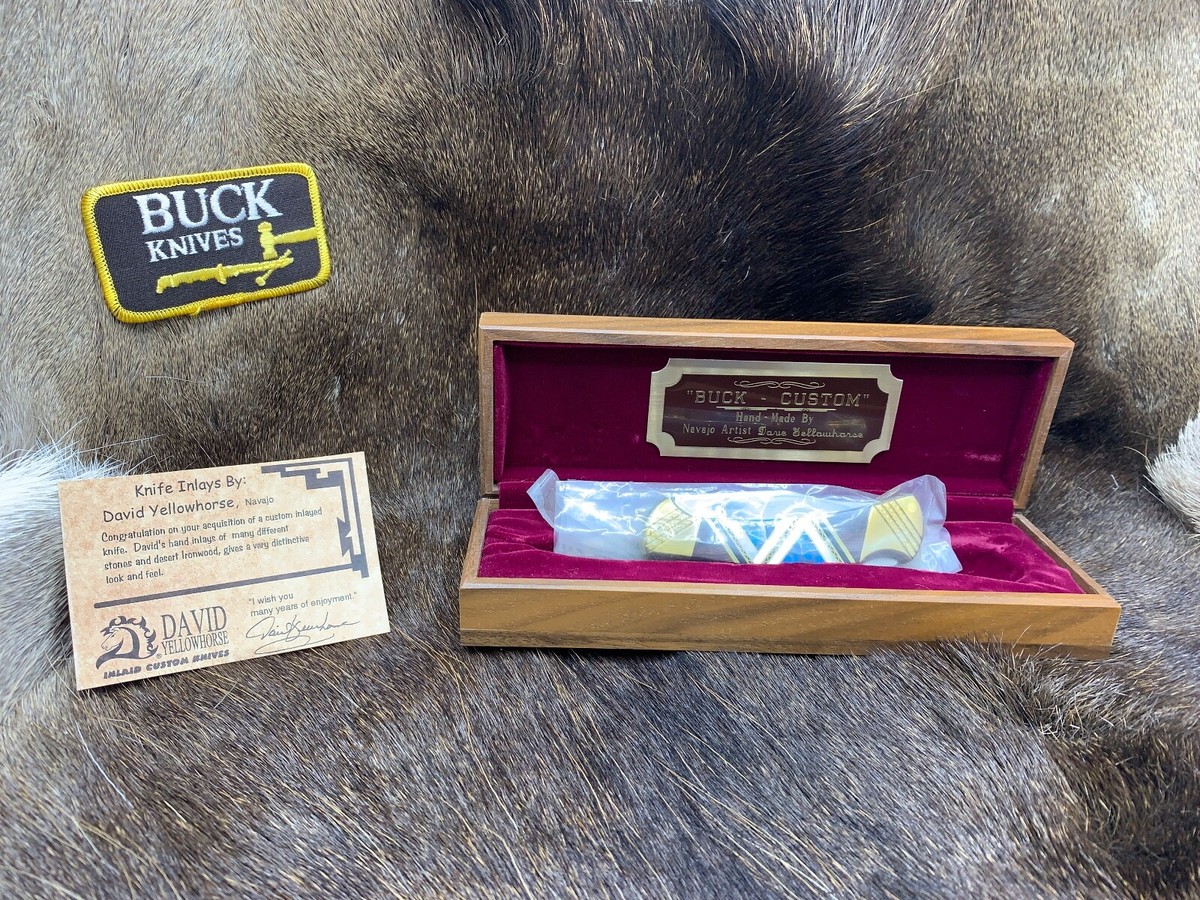 BUCK
KNIVES
"BUCK - CUSTOM"
Hand-Made By
Navajo Artist Dave Yellowhorse
Knife Inlays By:
David Yellowhorse, Navajo
Congratulation on your acquisition of a custom inlayed
knife. David's hand inlays of many different
stones and desert Ironwood, gives a very distinctive
look and feel.
"I wish you
many years of enjoyment."
DAVID
YELLOWHORSE
®
INLAID CUSTOM KNIVES